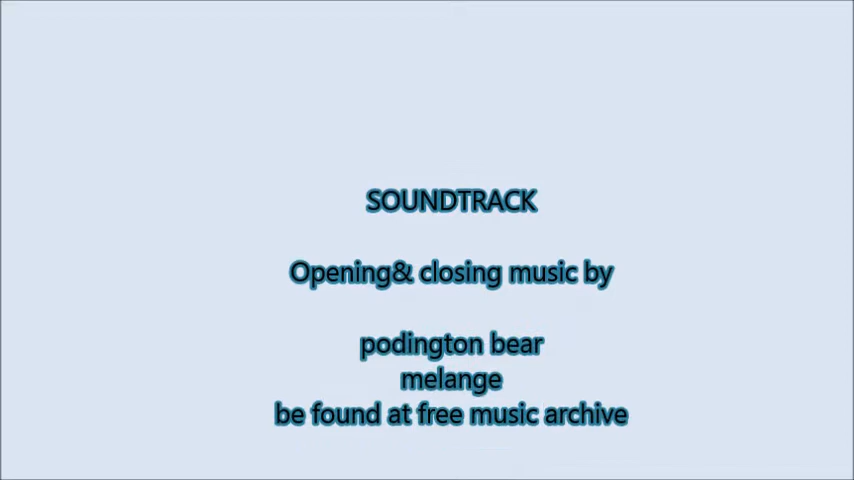 SOUNDTRACK
Opening& closing music by
podington bear
melange
be found at free music archive